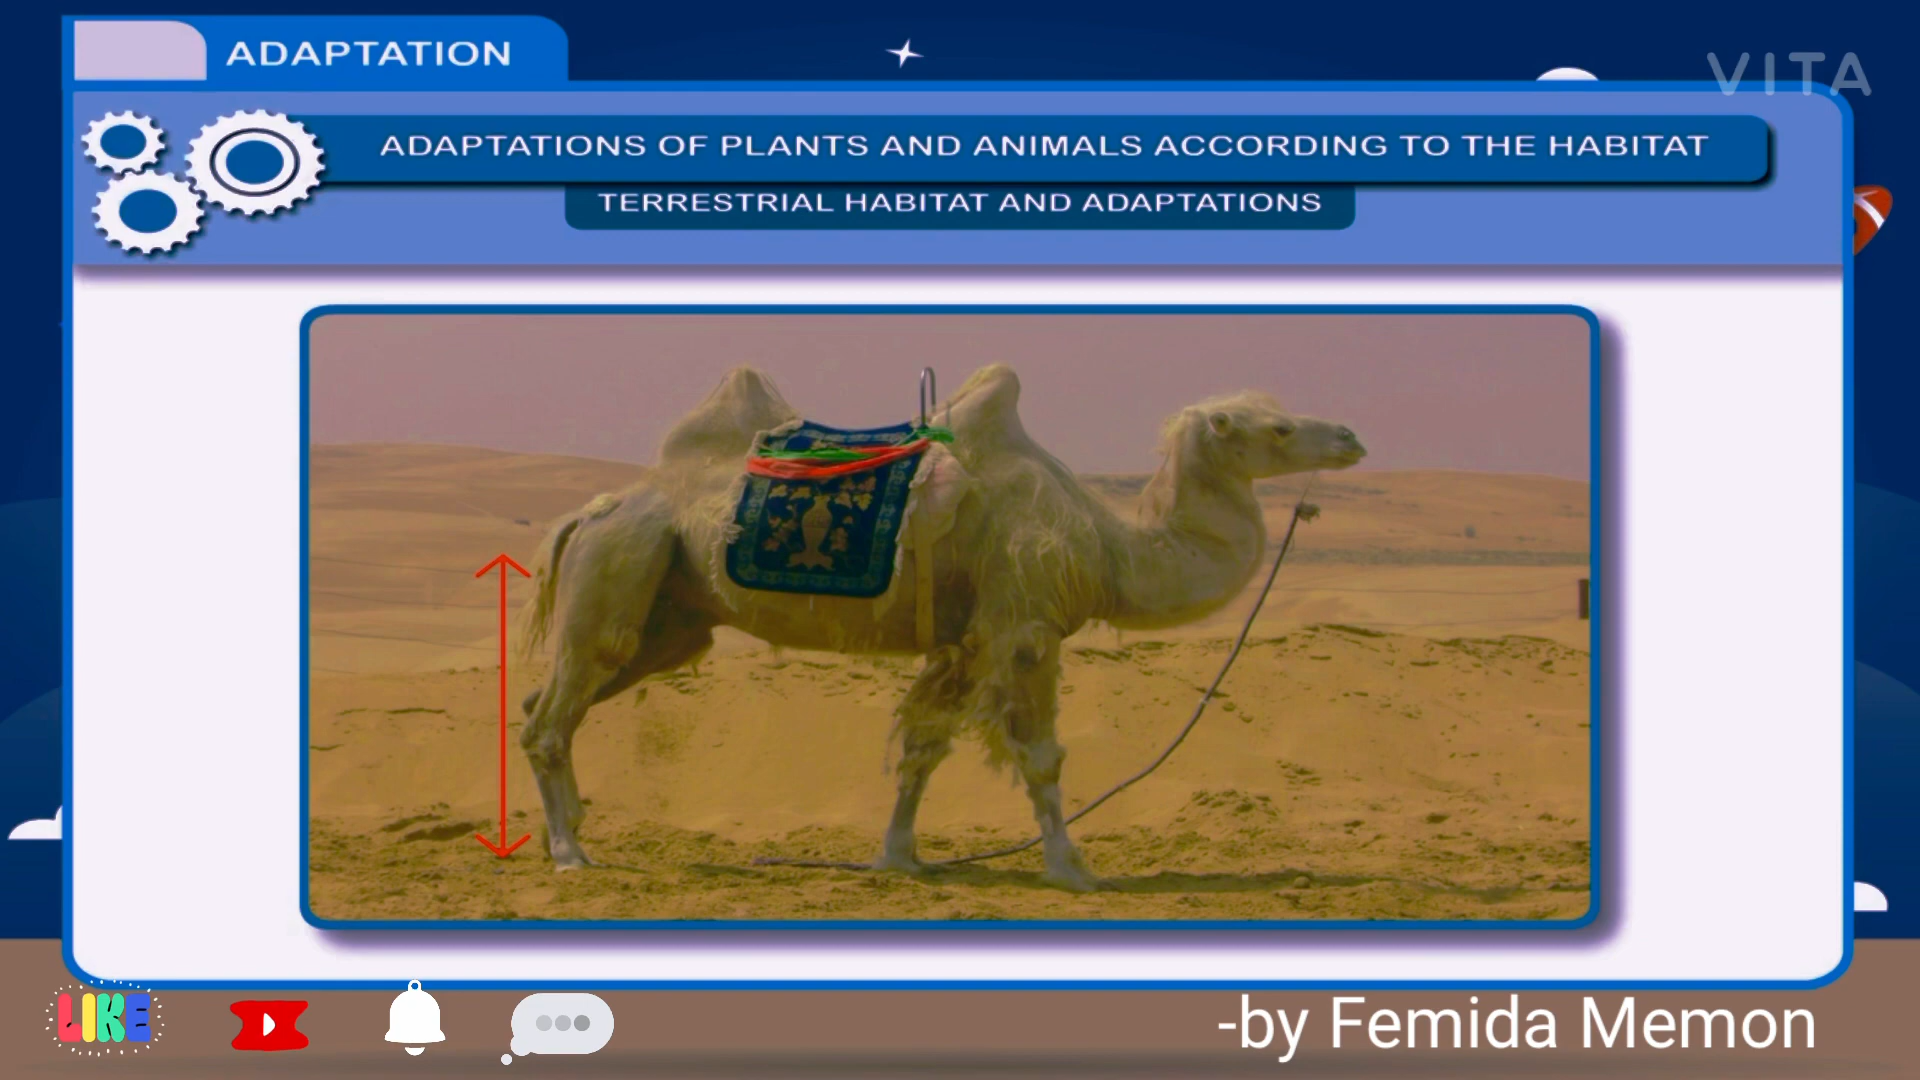 ADAPTATION
VITA
ADAPTATIONS OF PLANTS AND ANIMALS ACCORDING TO THE HABITAT
TERRESTRIAL HABITAT AND ADAPTATIONS
LIKE
-by Femida Memon